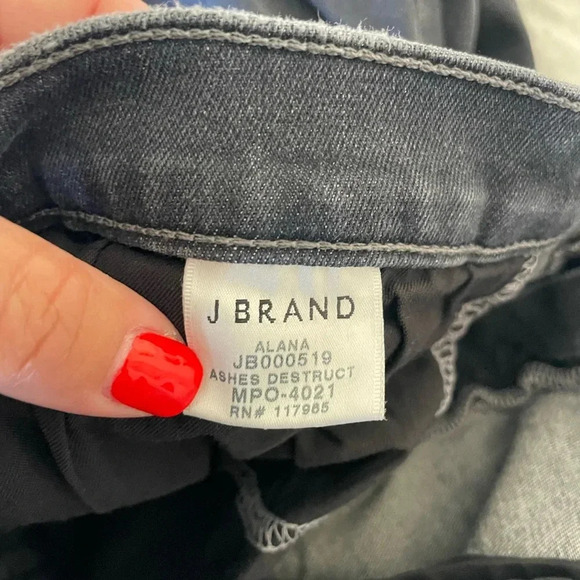 J BRAND
ALANA
JB000519
ASHES DESTRUCT
MPO-4021
RN# 117985